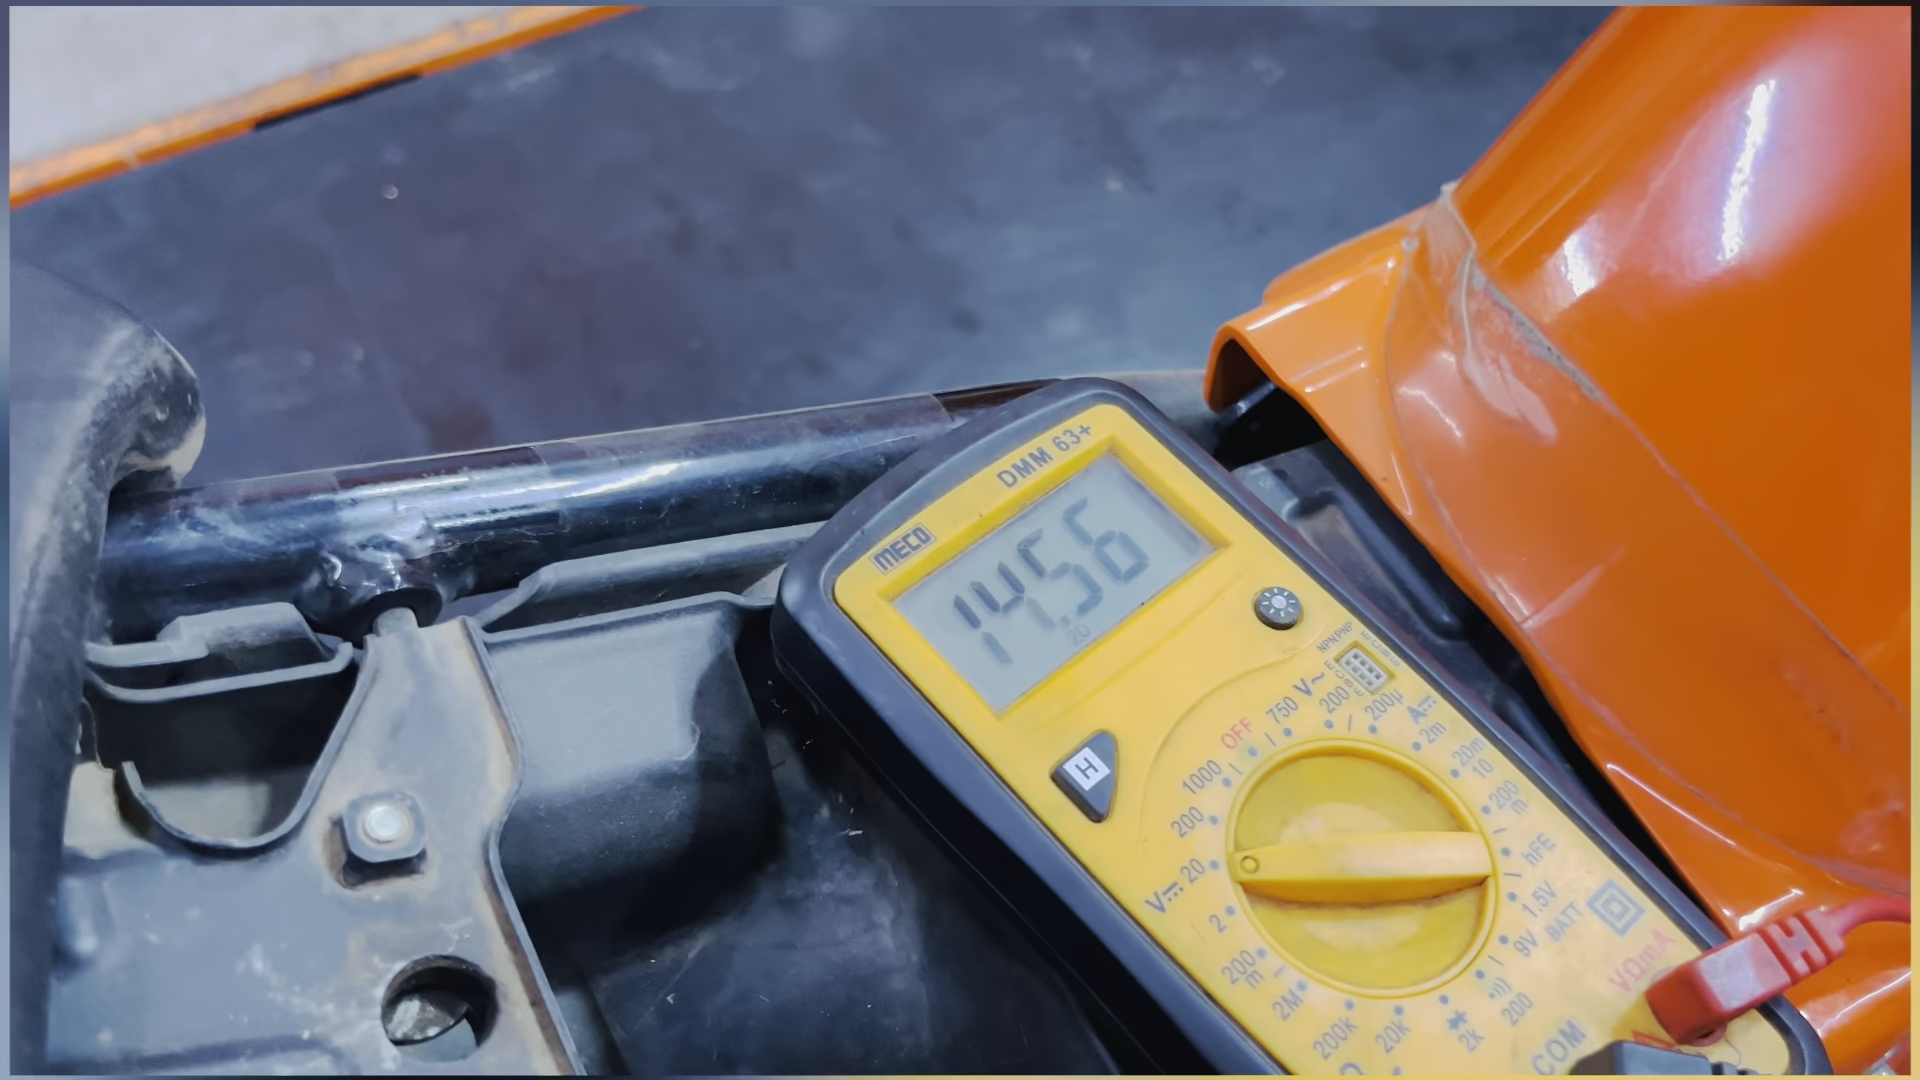 DMM 63+
MECO
14.56
20
NPN PNP
H
OFF
750
V~
200
200µ
A⎓
2m
20m
10
200m
hFE
1.5V
9V
BATT
1000
200
V⎓
20
2
200m
2M
200k
20k
2k
200
Ω
VΩmA
COM